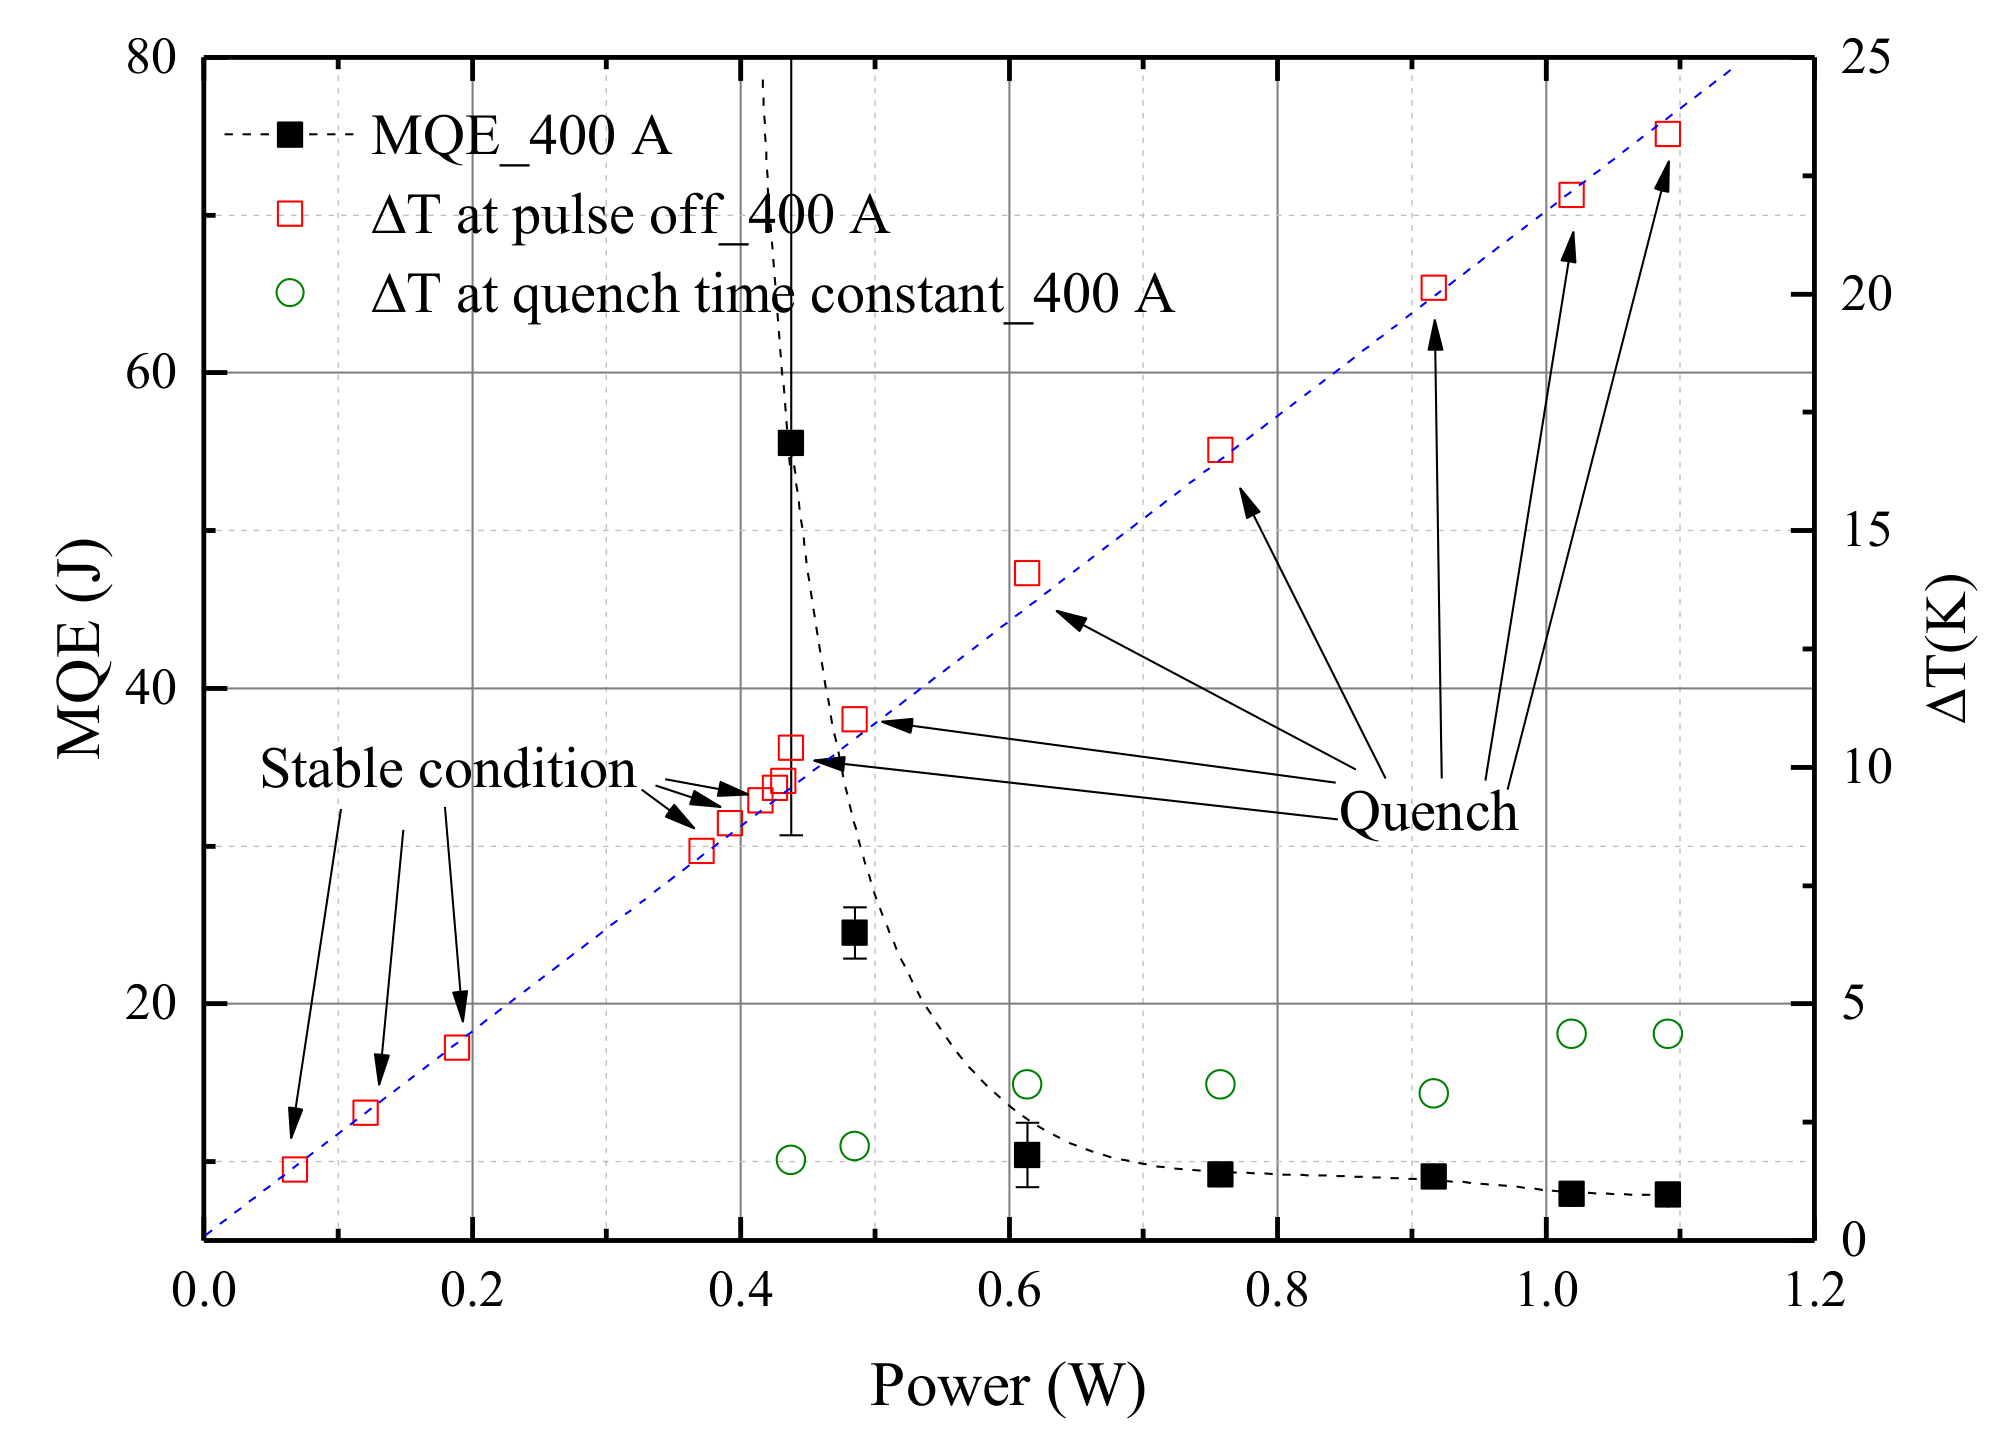 80
60
40
20
MQE (J)
MQE_400 A
ΔT at pulse off_400 A
ΔT at quench time constant_400 A
Stable condition
Quench
25
20
15
10
5
0
ΔT(K)
0.0 0.2 0.4 0.6 0.8 1.0 1.2
Power (W)